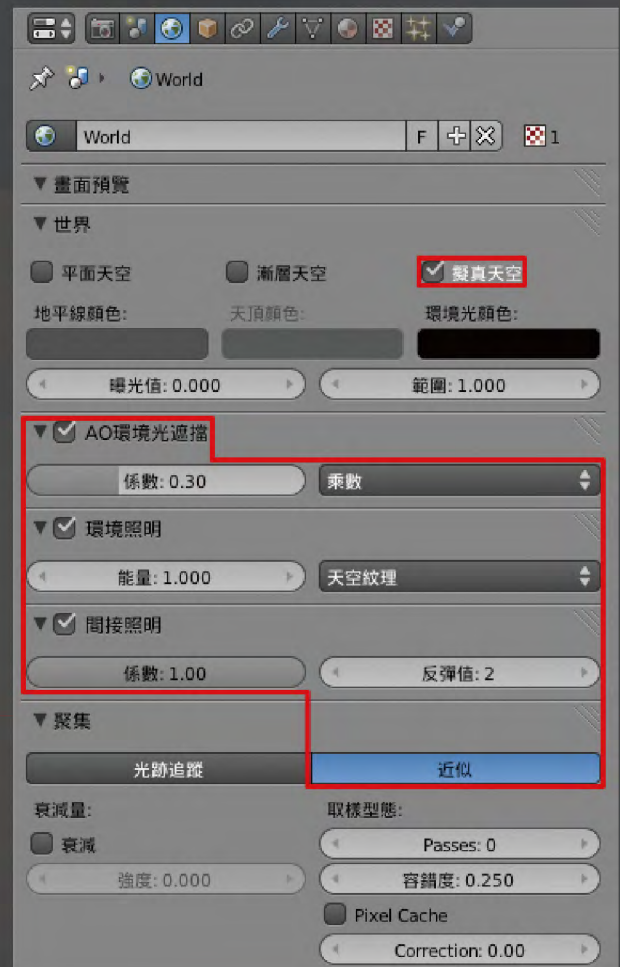 World
World F 1
畫面預覽
世界
平面天空 漸層天空 擬真天空
地平線顏色: 天頂顏色: 環境光顏色:
曝光值: 0.000 範圍: 1.000
AO環境光遮擋
係數: 0.30 乘數
環境照明
能量: 1.000 天空紋理
間接照明
係數: 1.00 反彈值: 2
聚集
光跡追蹤 近似
衰減量: 取樣型態:
衰減 Passes: 0
強度: 0.000 容錯度: 0.250
Pixel Cache
Correction: 0.00